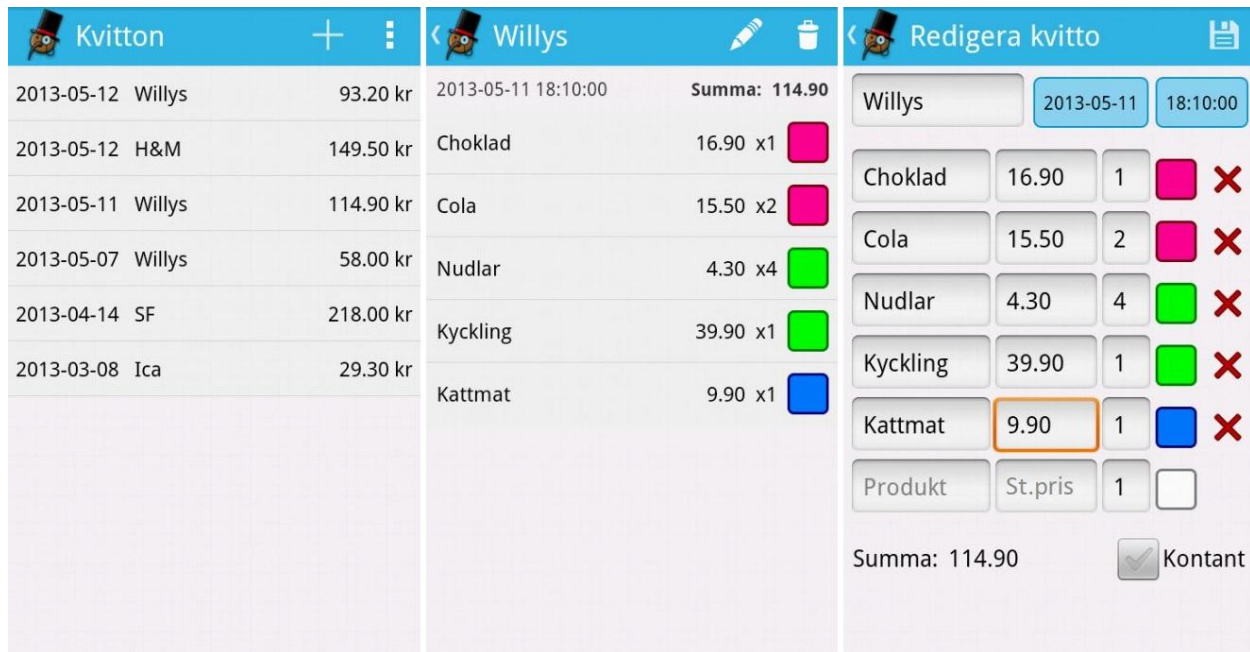 Kvitton
2013-05-12 Willys 93.20 kr
2013-05-12 H&M 149.50 kr
2013-05-11 Willys 114.90 kr
2013-05-07 Willys 58.00 kr
2013-04-14 SF 218.00 kr
2013-03-08 Ica 29.30 kr
Willys
2013-05-11 18:10:00 Summa: 114.90
Choklad 16.90 x1
Cola 15.50 x2
Nudlar 4.30 x4
Kyckling 39.90 x1
Kattmat 9.90 x1
Redigera kvitto
Willys 2013-05-11 18:10:00
Choklad 16.90 1
Cola 15.50 2
Nudlar 4.30 4
Kyckling 39.90 1
Kattmat 9.90 1
Produkt St.pris 1
Summa: 114.90 Kontant